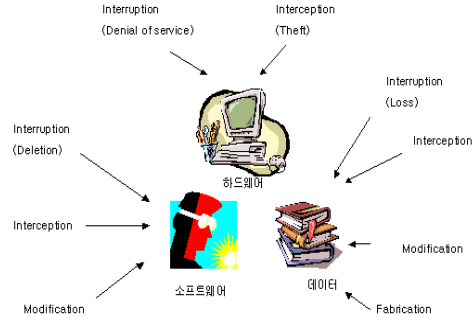 Interruption
(Denial of service)
Interception
(Theft)
Interruption
(Loss)
Interruption
(Deletion)
Interception
하드웨어
Interception
Modification
소프트웨어
데이터
Modification
Fabrication